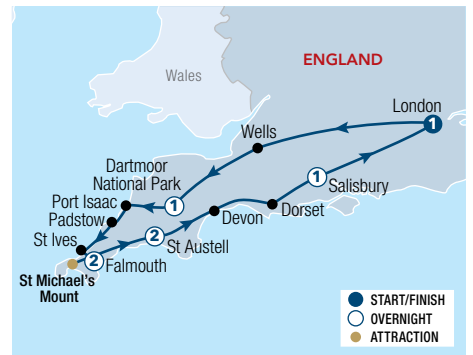 ENGLAND
Wales
London
1
Wells
Dartmoor
National Park
1
Salisbury
1
Port Isaac
Padstow
Devon
Dorset
2
St Austell
St Ives
2
Falmouth
St Michael's
Mount
START/FINISH
OVERNIGHT
ATTRACTION